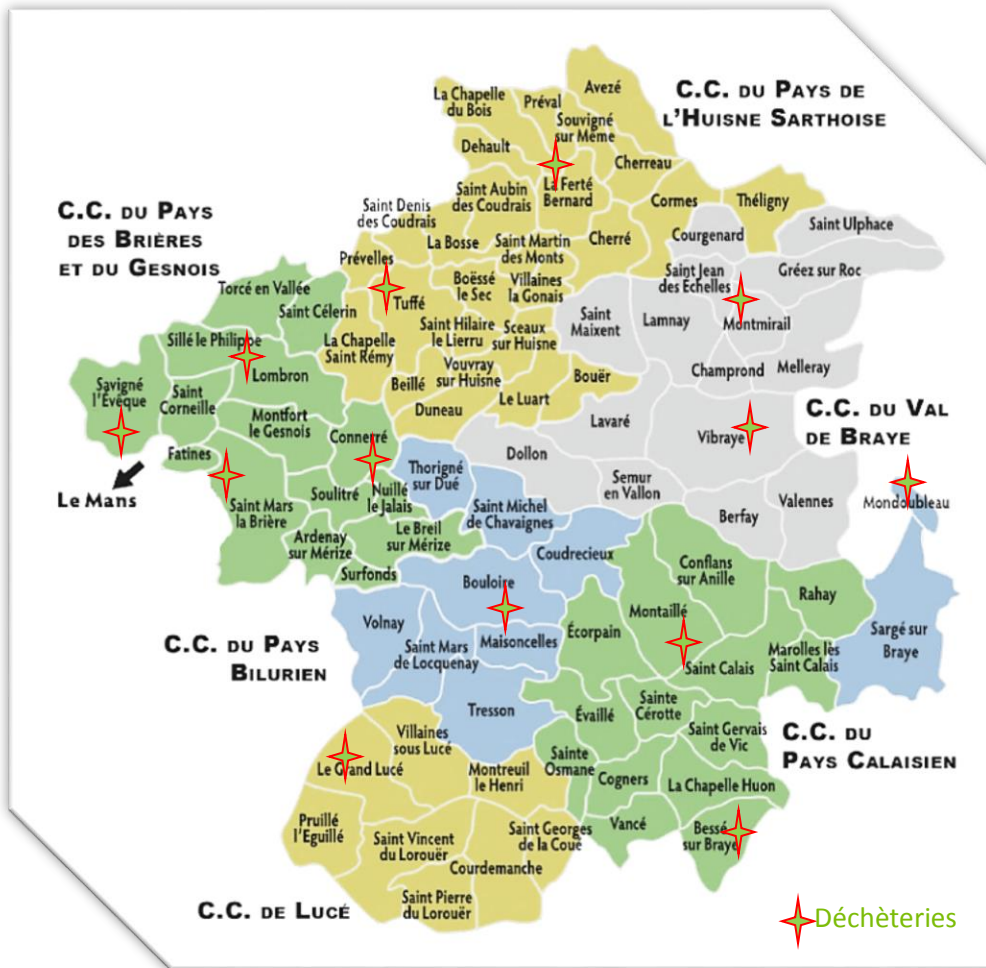 C.C. du Pays de
l'Huisne Sarthoise
Avezé
La Chapelle
du Bois
Préval
Souvigné
sur Même
Dehault
Cherreau
La Ferté
Bernard
Saint Aubin
des Coudrais
Cormes
Théligny
C.C. du Pays
des Brières
et du Gesnois
Saint Denis
des Coudrais
La Bosse
Saint Martin
des Monts
Cherré
Courgenard
Saint Ulphace
Prévelles
Boëssé
le Sec
Villaines
la Gonais
Saint Jean
des Echelles
Gréez sur Roc
Torcé en Vallée
Saint Célerin
Tuffé
Saint
Maixent
Lamnay
Montmirail
Sillé le Philippe
La Chapelle
Saint Rémy
Saint Hilaire
le Lierru
Sceaux
sur Huisne
Lombron
Beillé
Vouvray
sur Huisne
Bouër
Champrond
Melleray
Savigné
l'Évêque
Saint
Corneille
Duneau
Le Luart
C.C. du Val
de Braye
Montfort
le Gesnois
Connerré
Lavaré
Vibraye
Fatines
Dollon
Le Mans
Thorigné
sur Dué
Semur
en Vallon
Soulitré
Nuillé
le Jalais
Saint Mars
la Brière
Saint Michel
de Chavaignes
Berfay
Valennes
Mondoubleau
Ardenay
sur Mérize
Le Breil
sur Mérize
Coudrecieux
Surfonds
Bouloire
Conflans
sur Anille
Rahay
Volnay
Montaillé
Écorpain
Maisoncelles
C.C. du Pays
Bilurien
Saint Mars
de Locquenay
Saint Calais
Marolles lès
Saint Calais
Sargé sur
Braye
Tresson
Évaillé
Sainte
Cérotte
Saint Gervais
de Vic
C.C. du
Pays Calaisien
Villaines
sous Lucé
Le Grand Lucé
Montreuil
le Henri
Sainte
Osmane
Cogners
La Chapelle Huon
Pruillé
l'Eguillé
Saint Vincent
du Lorouër
Saint Georges
de la Coué
Vancé
Bessé
sur Braye
Courdemanche
Saint Pierre
du Lorouër
C.C. de Lucé
Déchèteries